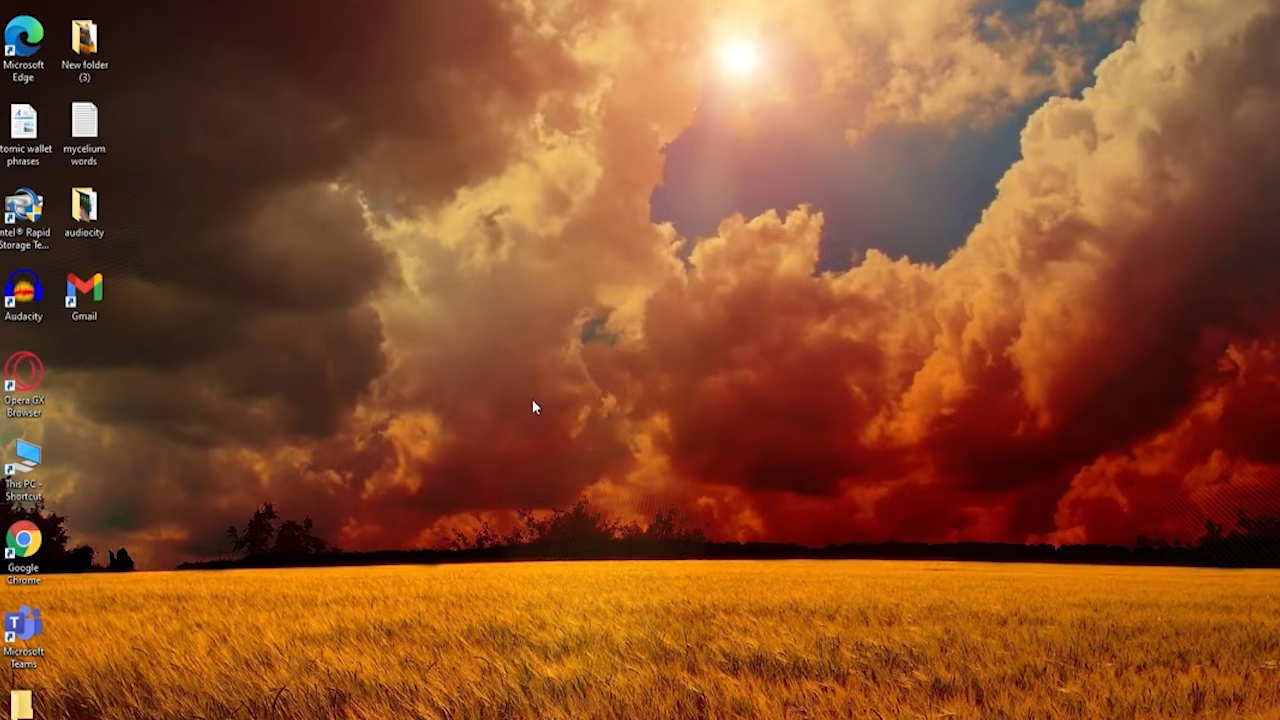 Microsoft
Edge
New folder
(3)
tomic wallet
phrases
mycelium
words
ntel® Rapid
Storage Te...
audiocity
Audacity
Gmail
Opera GX
Browser
This PC -
Shortcut
Google
Chrome
Microsoft
Teams